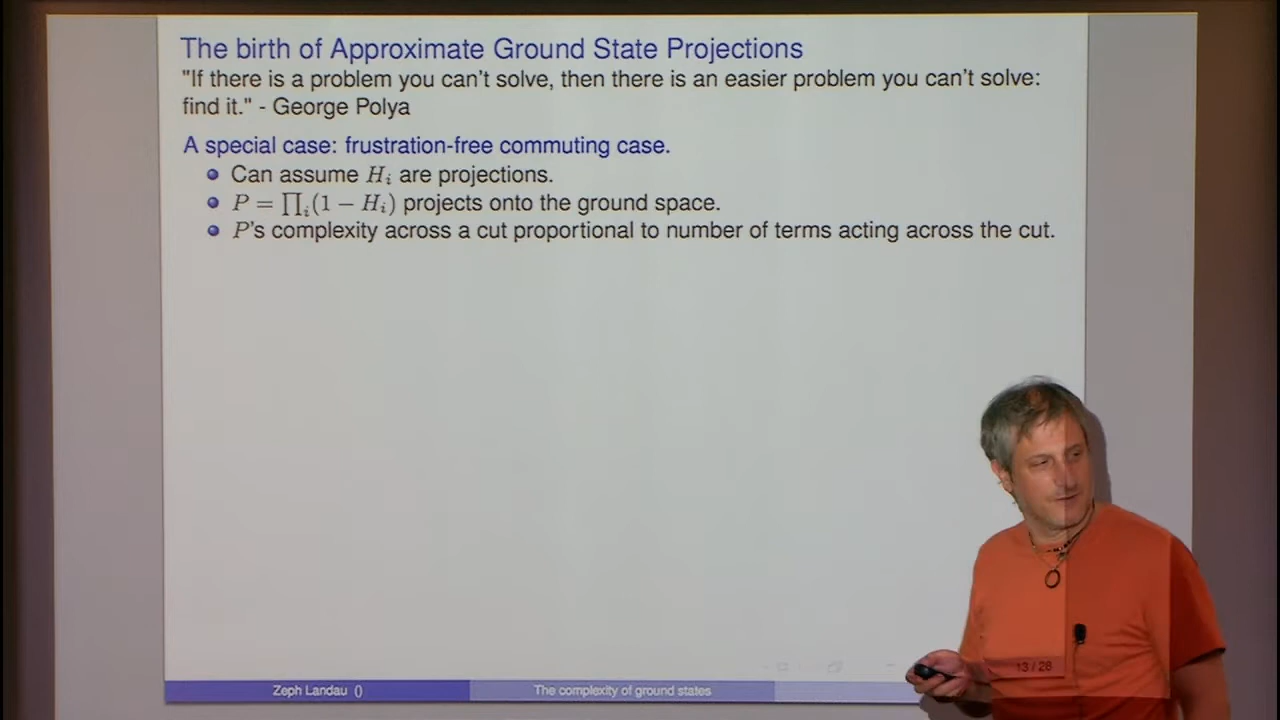 The birth of Approximate Ground State Projections
"If there is a problem you can't solve, then there is an easier problem you can't solve:
find it." - George Polya
A special case: frustration-free commuting case.
Can assume H_i are projections.
P = ∏_i(1 − H_i) projects onto the ground space.
P's complexity across a cut proportional to number of terms acting across the cut.
Zeph Landau () The complexity of ground states 13 / 28